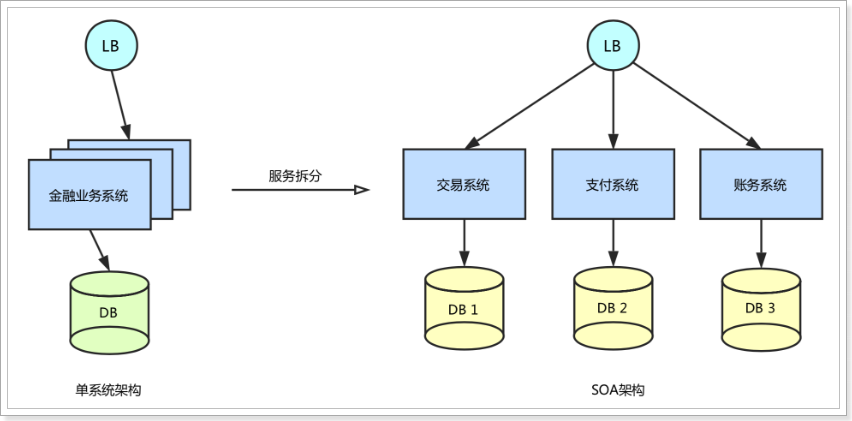 LB
LB
金融业务系统
服务拆分
交易系统
支付系统
账务系统
DB
DB 1
DB 2
DB 3
单系统架构
SOA架构